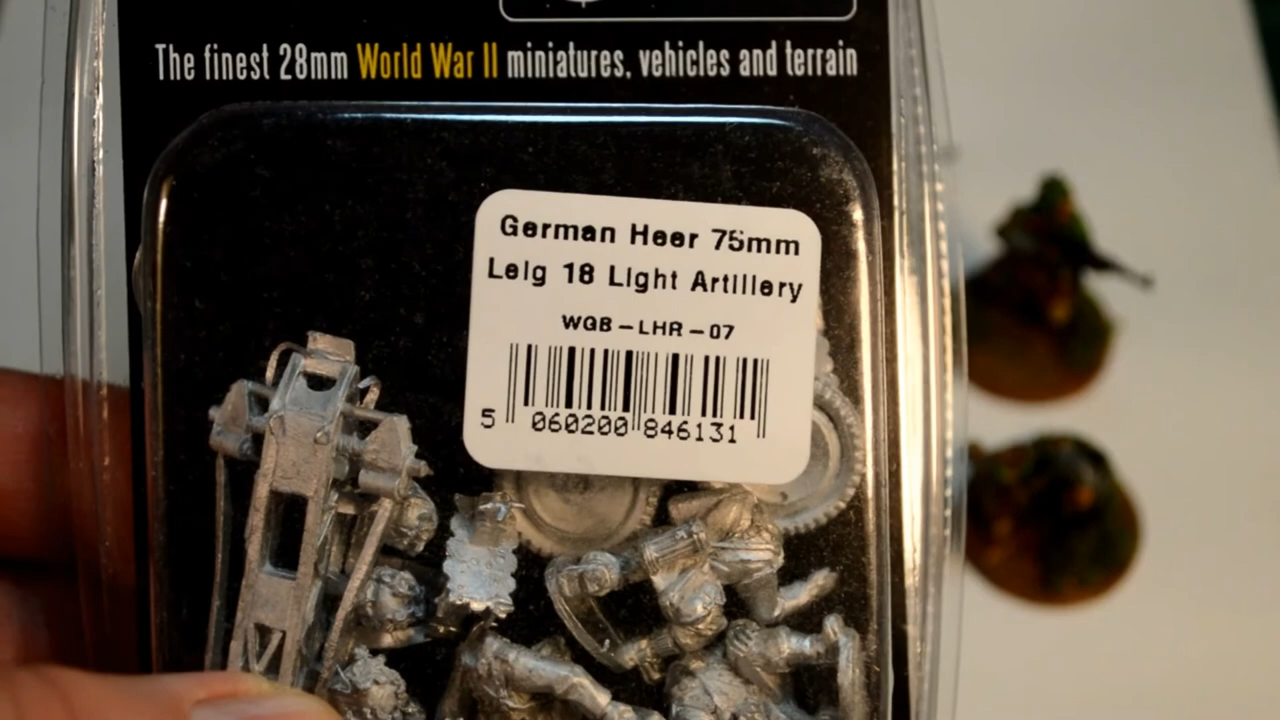 The finest 28mm World War II miniatures, vehicles and terrain
German Heer 75mm
LeIg 18 Light Artillery
WGB-LHR-07
5 060200 846131